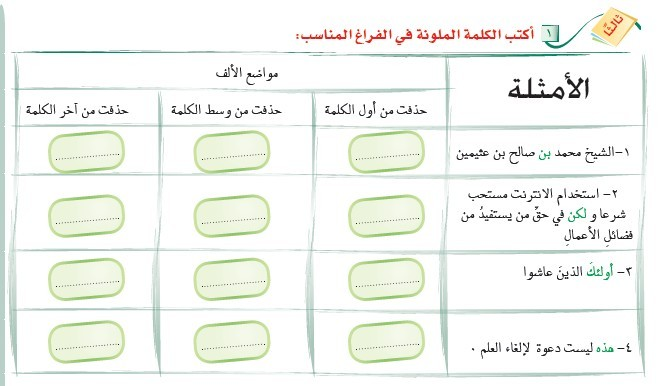 ثالثًا
١ أكتب الكلمة الملونة في الفراغ المناسب:
الأمثلة
مواضع الألف
حذفت من أول الكلمة
حذفت من وسط الكلمة
حذفت من آخر الكلمة
١-الشيخ محمد بن صالح بن عثيمين
٢- استخدام الانترنت مستحب
شرعا و لكن في حقِّ من يستفيدُ من
فضائلِ الأعمالِ
٣- أولئكَ الذينَ عاشوا
٤- هذه ليست دعوة لإلغاء العلم .